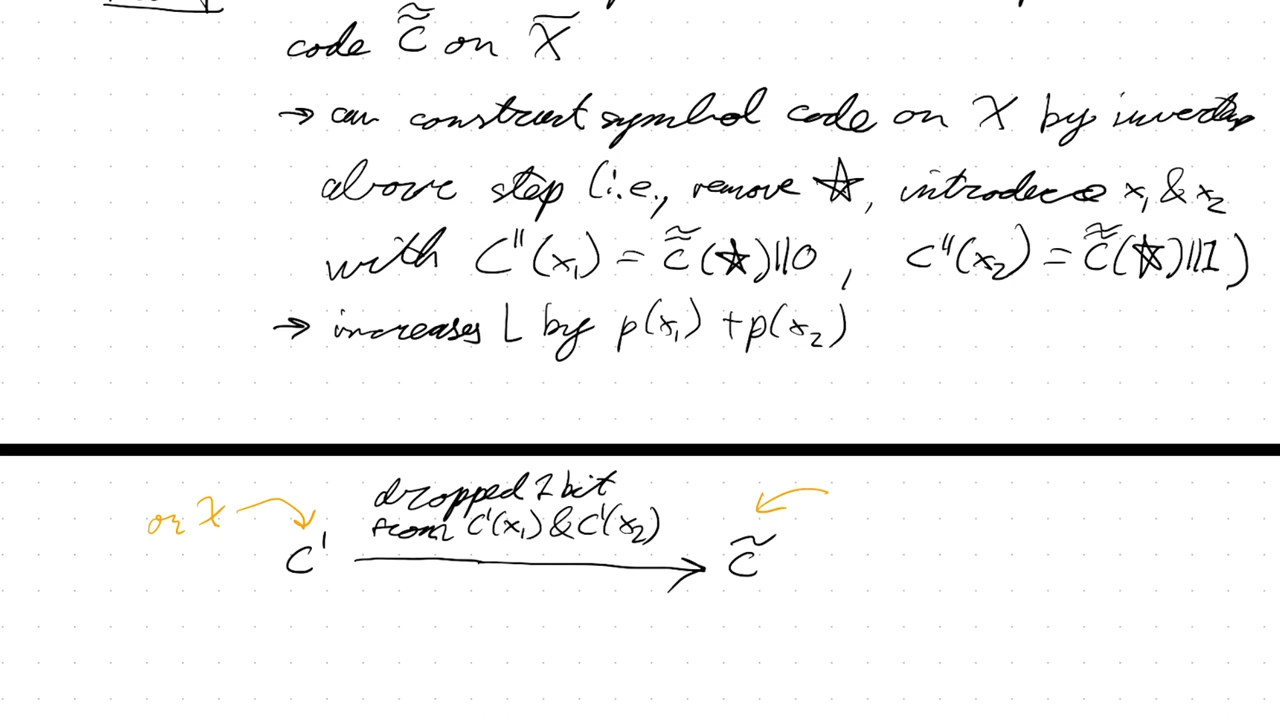 code C̃̃ on X̃
→ can construct symbol code on X by inverting
above step (i.e., remove ☆, introduce x₁ & x₂
with C''(x₁) = C̃̃(☆)||0 , C''(x₂) = C̃̃(☆)||1)
→ increases L by p(x₁) + p(x₂)
dropped 1 bit
from C'(x₁) & C'(x₂)
on X
C' → C̃